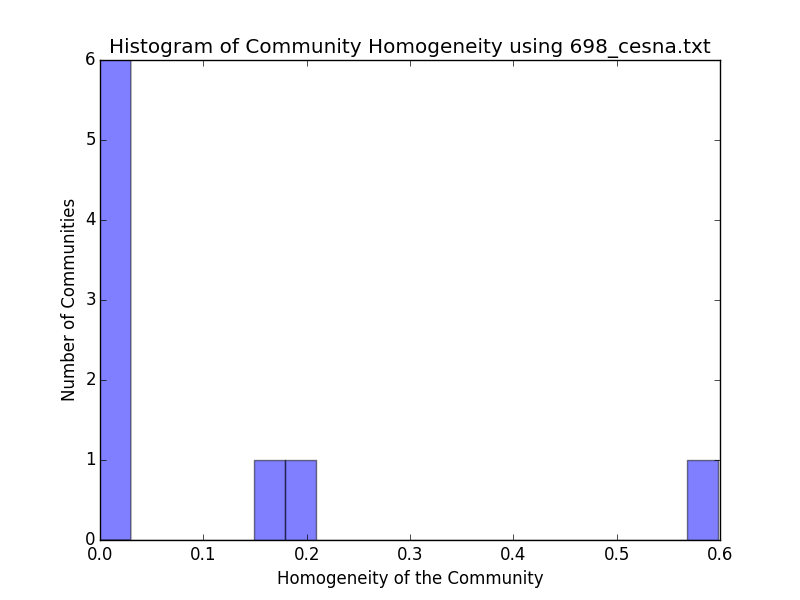 Histogram of Community Homogeneity using 698_cesna.txt
6
5
4
3
2
1
0
Number of Communities
0.0 0.1 0.2 0.3 0.4 0.5 0.6
Homogeneity of the Community